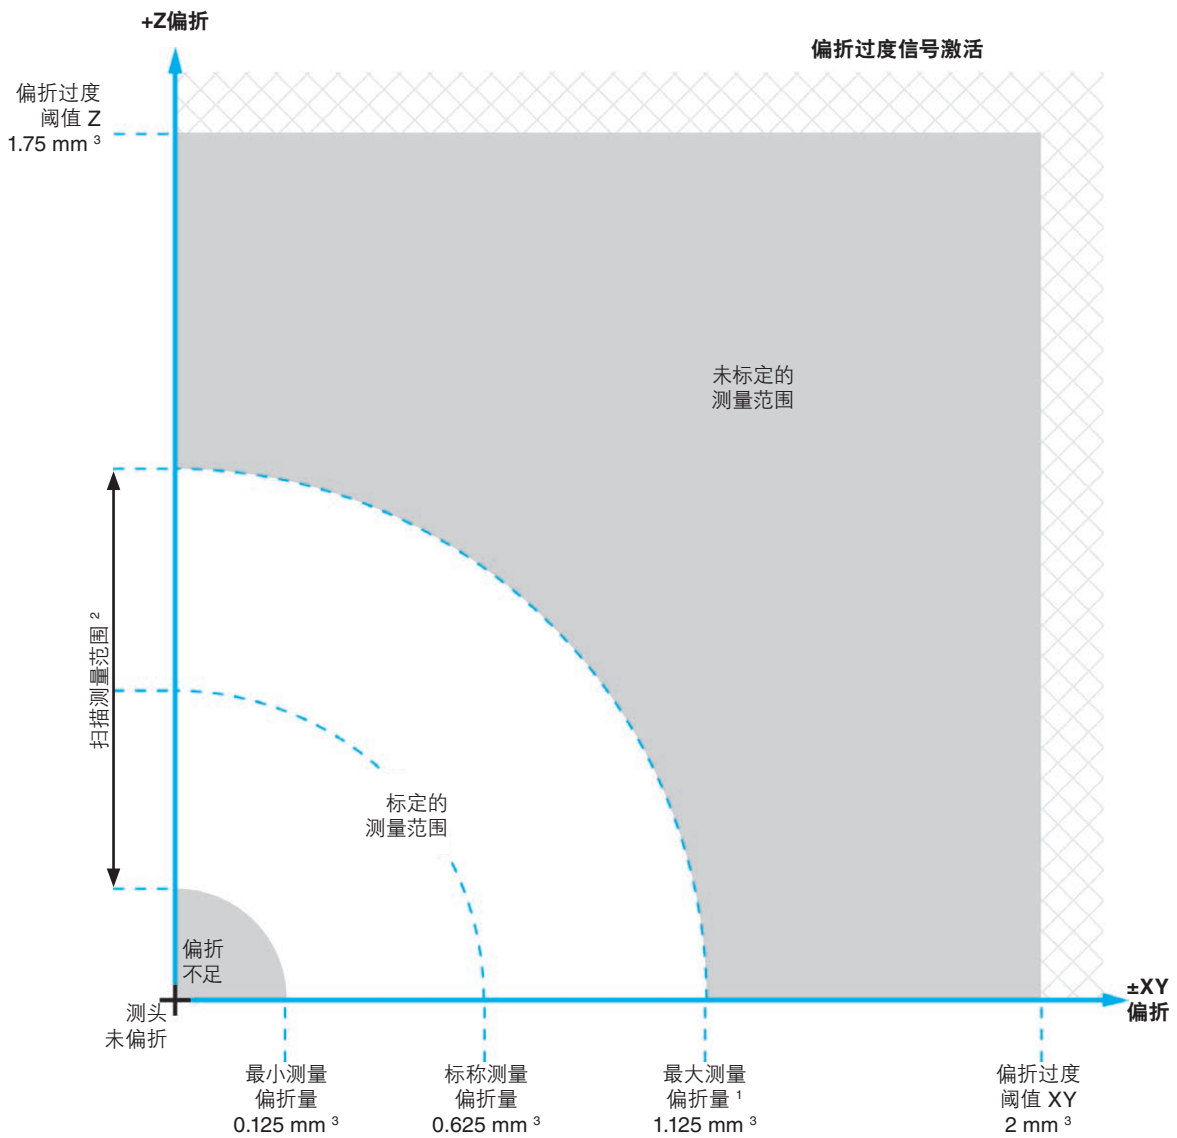 +Z偏折
偏折过度信号激活
偏折过度
阈值 Z
1.75 mm ³
未标定的
测量范围
扫描测量范围 ²
标定的
测量范围
偏折
不足
测头
未偏折
±XY
偏折
最小测量
偏折量
0.125 mm ³
标称测量
偏折量
0.625 mm ³
最大测量
偏折量 ¹
1.125 mm ³
偏折过度
阈值 XY
2 mm ³